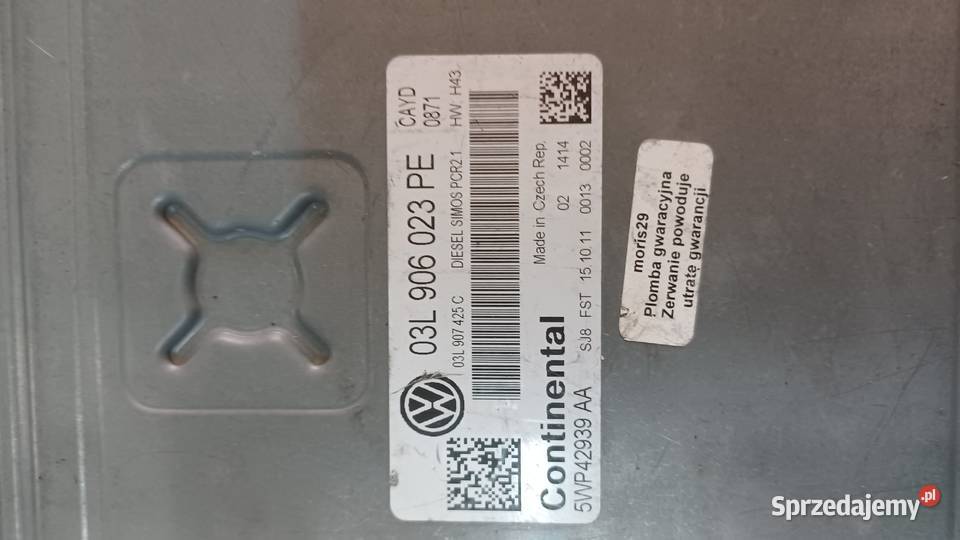 03L 906 023 PE
CAYD
0871
03L 907 425 C DIESEL SIMOS PCR2 1 HW: H43
Continental
Made in Czech Rep.
02 1414
5WP42939 AA SJ8 FST 15.10.11 0013 0002
moris29
Plomba gwaracyjna
Zerwanie powoduje
utratę gwarancji
Sprzedajemy.pl